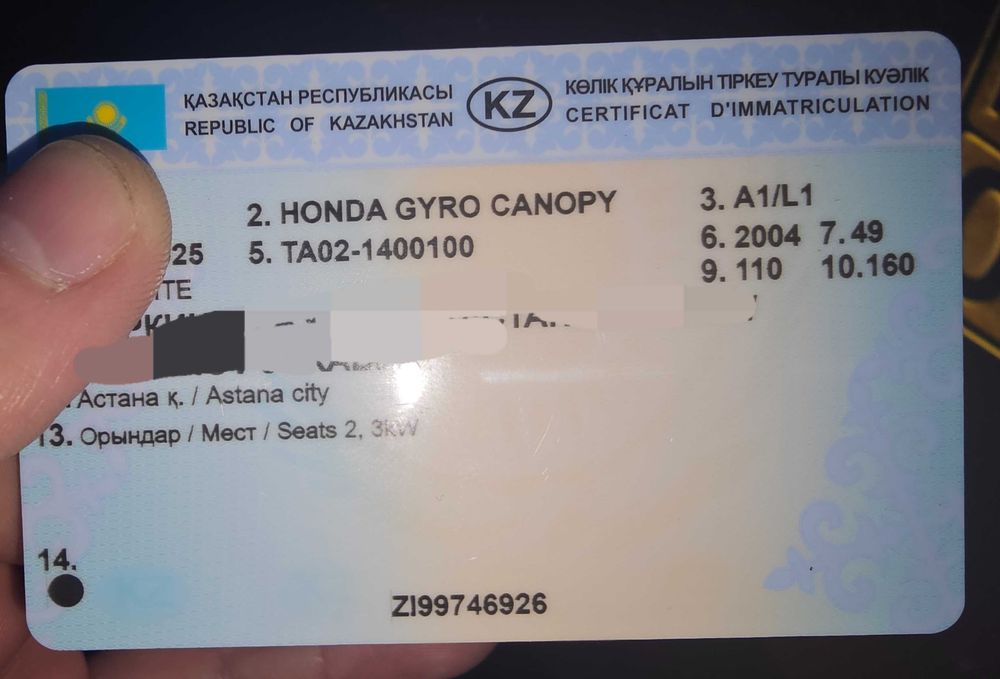 ҚАЗАҚСТАН РЕСПУБЛИКАСЫ
REPUBLIC OF KAZAKHSTAN
KZ
КӨЛІК ҚҰРАЛЫН ТІРКЕУ ТУРАЛЫ КУӘЛІК
CERTIFICAT D'IMMATRICULATION
2. HONDA GYRO CANOPY
3. A1/L1
25 5. TA02-1400100
6. 2004 7. 49
ITE
9. 110 10. 160
Астана қ. / Astana city
13. Орындар / Мест / Seats 2, 3kW
14.
ZI99746926